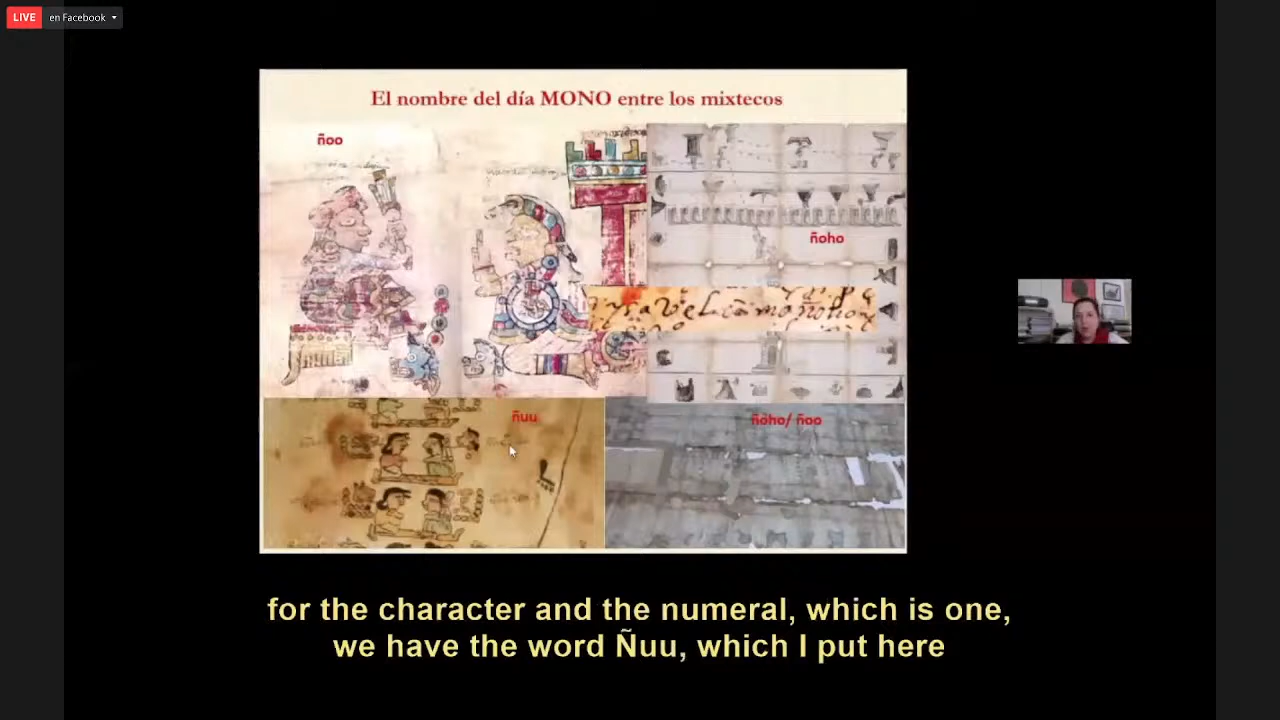 LIVE en Facebook
El nombre del día MONO entre los mixtecos
ñoo
ñoho
ñuu
ñoho/ ñoo
for the character and the numeral, which is one,
we have the word Ñuu, which I put here